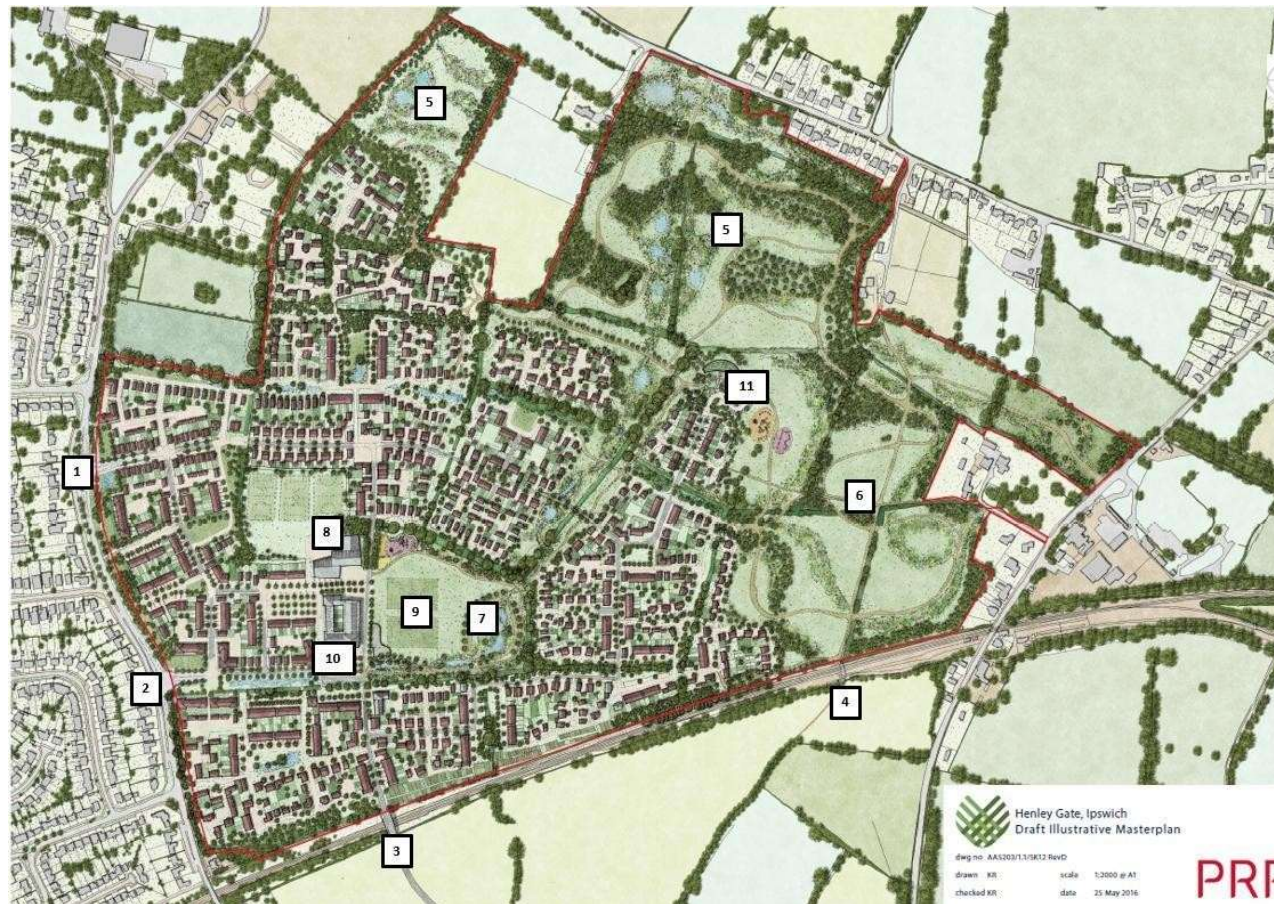 5
5
11
1
6
8
9
7
10
2
4
3
Henley Gate, Ipswich
Draft Illustrative Masterplan
dwg no AA5203/1.1/SK12 RevD
drawn KR scale 1:2000 @ A1
checked KR date 25 May 2016
PRP